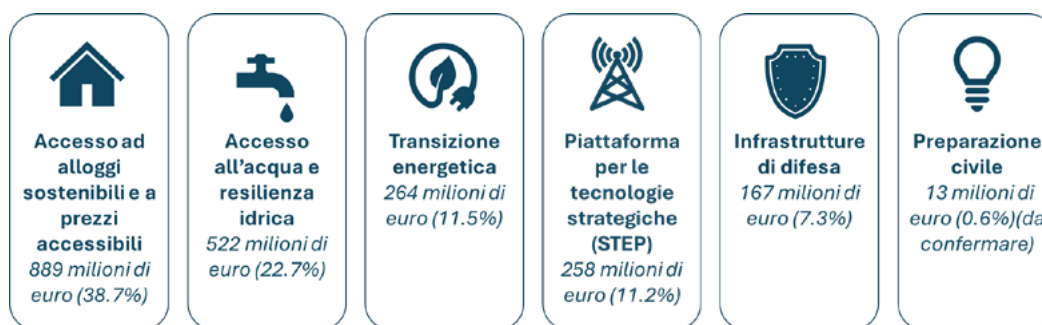 Accesso ad
alloggi
sostenibili e a
prezzi
accessibili
889 milioni di
euro (38.7%)
Accesso
all'acqua e
resilienza
idrica
522 milioni di
euro (22.7%)
Transizione
energetica
264 milioni di
euro (11.5%)
Piattaforma
per le
tecnologie
strategiche
(STEP)
258 milioni di
euro (11.2%)
Infrastrutture
di difesa
167 milioni di
euro (7.3%)
Preparazione
civile
13 milioni di
euro (0.6%)(da
confermare)